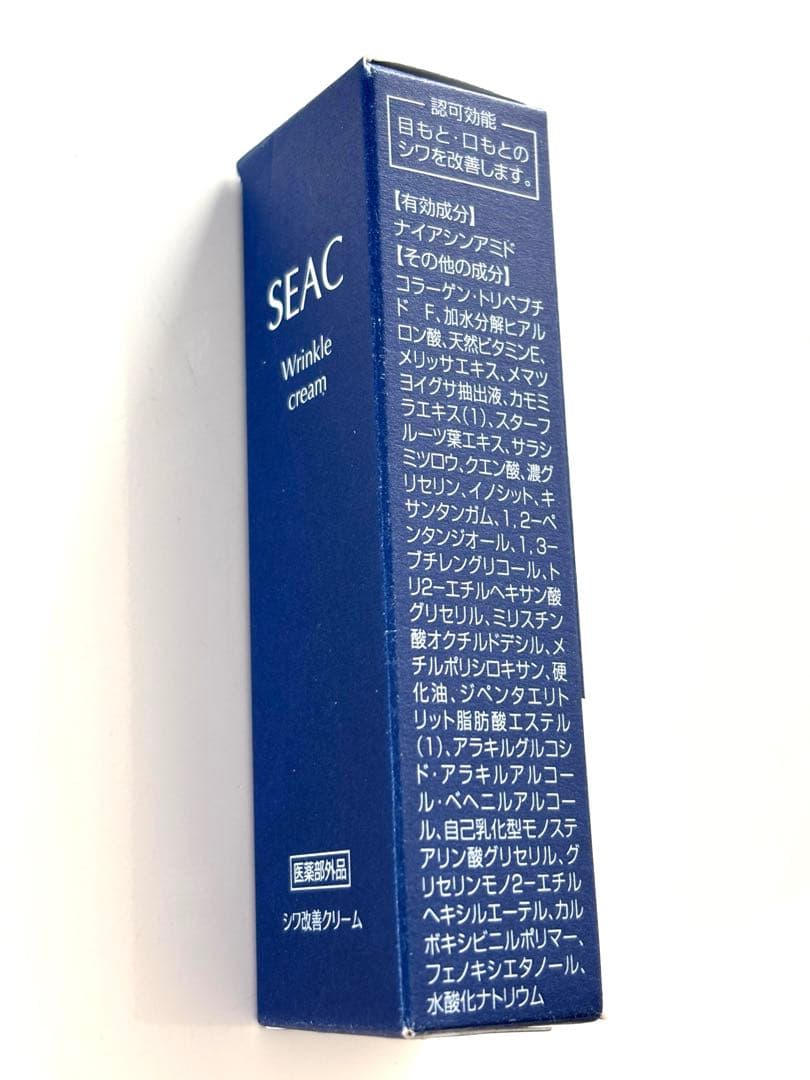 SEAC
Wrinkle
cream
医薬部外品
シワ改善クリーム
認可効能
目もと・口もとの
シワを改善します。
【有効成分】
ナイアシンアミド
【その他の成分】
コラーゲン・トリペプチ
ド F、加水分解ヒアル
ロン酸、天然ビタミンE、
メリッサエキス、メマツ
ヨイグサ抽出液、カモミ
ラエキス(1)、スターフ
ルーツ葉エキス、サラシ
ミツロウ、クエン酸、濃グ
リセリン、イノシット、キ
サンタンガム、1,2-ペ
ンタンジオール、1,3-
ブチレングリコール、ト
リ2-エチルヘキサン酸
グリセリル、ミリスチン
酸オクチルドデシル、メ
チルポリシロキサン、硬
化油、ジペンタエリト
リット脂肪酸エステル
(1)、アラキルグルコシ
ド・アラキルアルコー
ル・ベヘニルアルコー
ル、自己乳化型モノステ
アリン酸グリセリル、グ
リセリンモノ2-エチル
ヘキシルエーテル、カル
ボキシビニルポリマー、
フェノキシエタノール、
水酸化ナトリウム